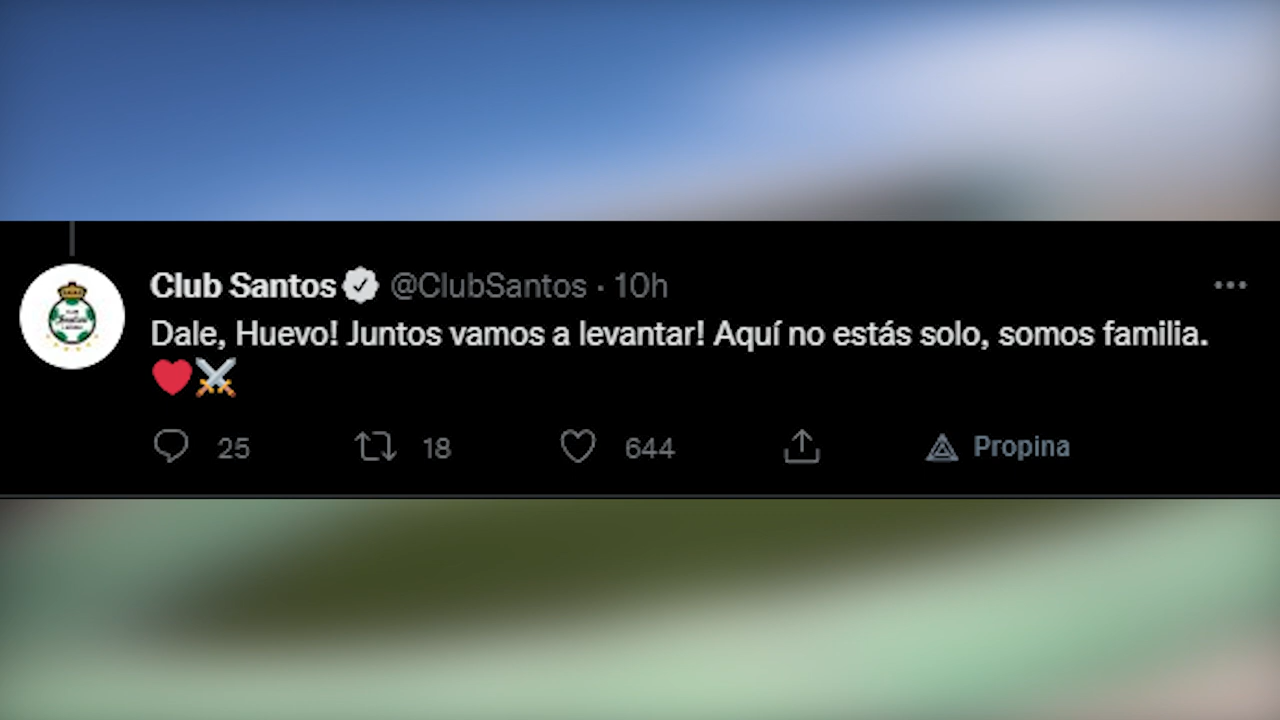 Club Santos @ClubSantos · 10h
Dale, Huevo! Juntos vamos a levantar! Aquí no estás solo, somos familia.
❤️⚔️
25 18 644 Propina